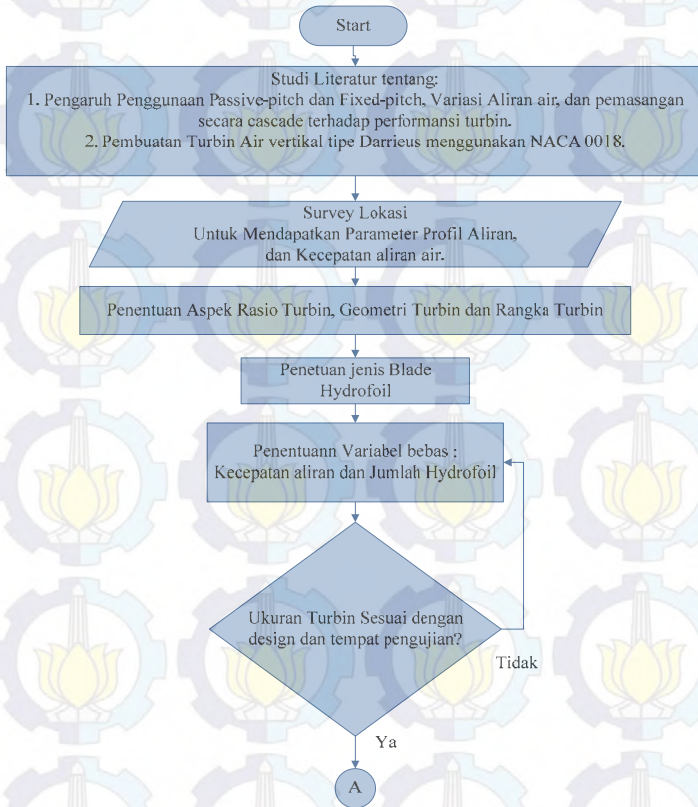 Start
Studi Literatur tentang:
1. Pengaruh Penggunaan Passive-pitch dan Fixed-pitch, Variasi Aliran air, dan pemasangan
secara cascade terhadap performansi turbin.
2. Pembuatan Turbin Air vertikal tipe Darrieus menggunakan NACA 0018.
Survey Lokasi
Untuk Mendapatkan Parameter Profil Aliran,
dan Kecepatan aliran air.
Penentuan Aspek Rasio Turbin, Geometri Turbin dan Rangka Turbin
Penetuan jenis Blade
Hydrofoil
Penentuann Variabel bebas :
Kecepatan aliran dan Jumlah Hydrofoil
Ukuran Turbin Sesuai dengan
design dan tempat pengujian?
Tidak
Ya
A